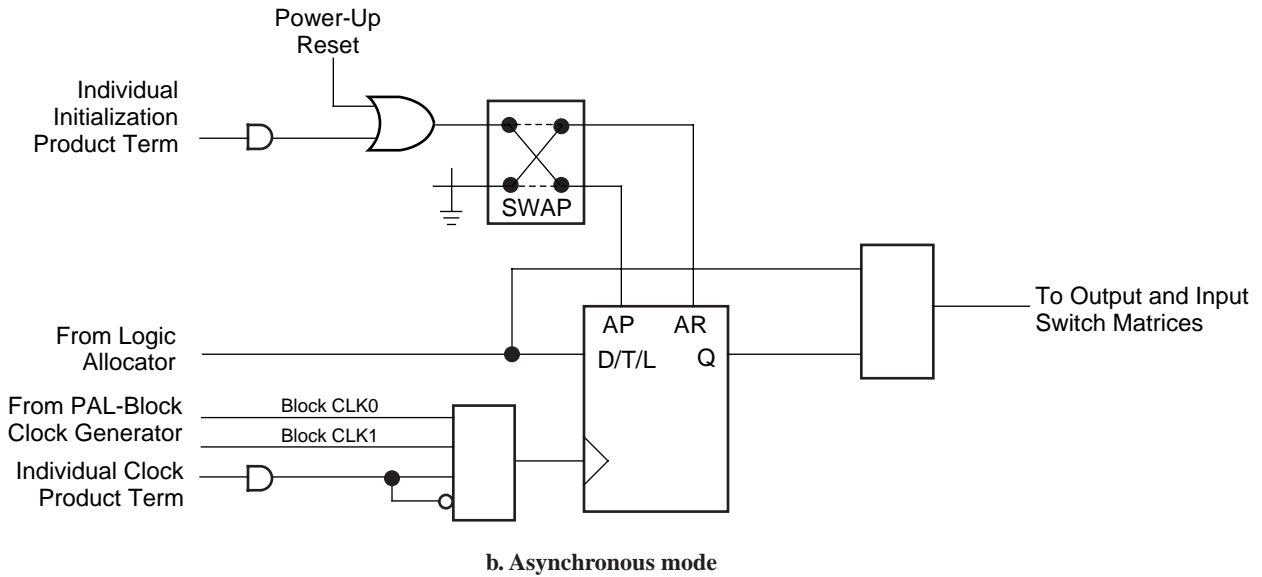 Power-Up
Reset
Individual
Initialization
Product Term
SWAP
AP AR
To Output and Input
Switch Matrices
From Logic
Allocator
D/T/L Q
From PAL-Block
Clock Generator
Block CLK0
Block CLK1
Individual Clock
Product Term
b. Asynchronous mode